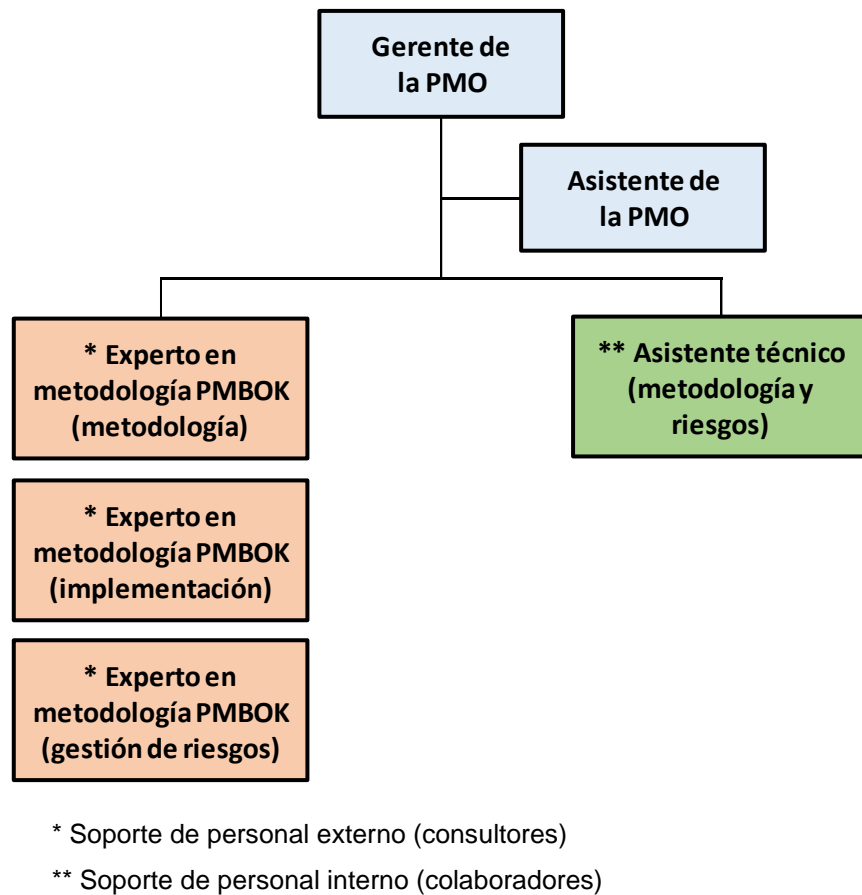 Gerente de
la PMO
Asistente de
la PMO
* Experto en
metodología PMBOK
(metodología)
** Asistente técnico
(metodología y
riesgos)
* Experto en
metodología PMBOK
(implementación)
* Experto en
metodología PMBOK
(gestión de riesgos)
* Soporte de personal externo (consultores)
** Soporte de personal interno (colaboradores)